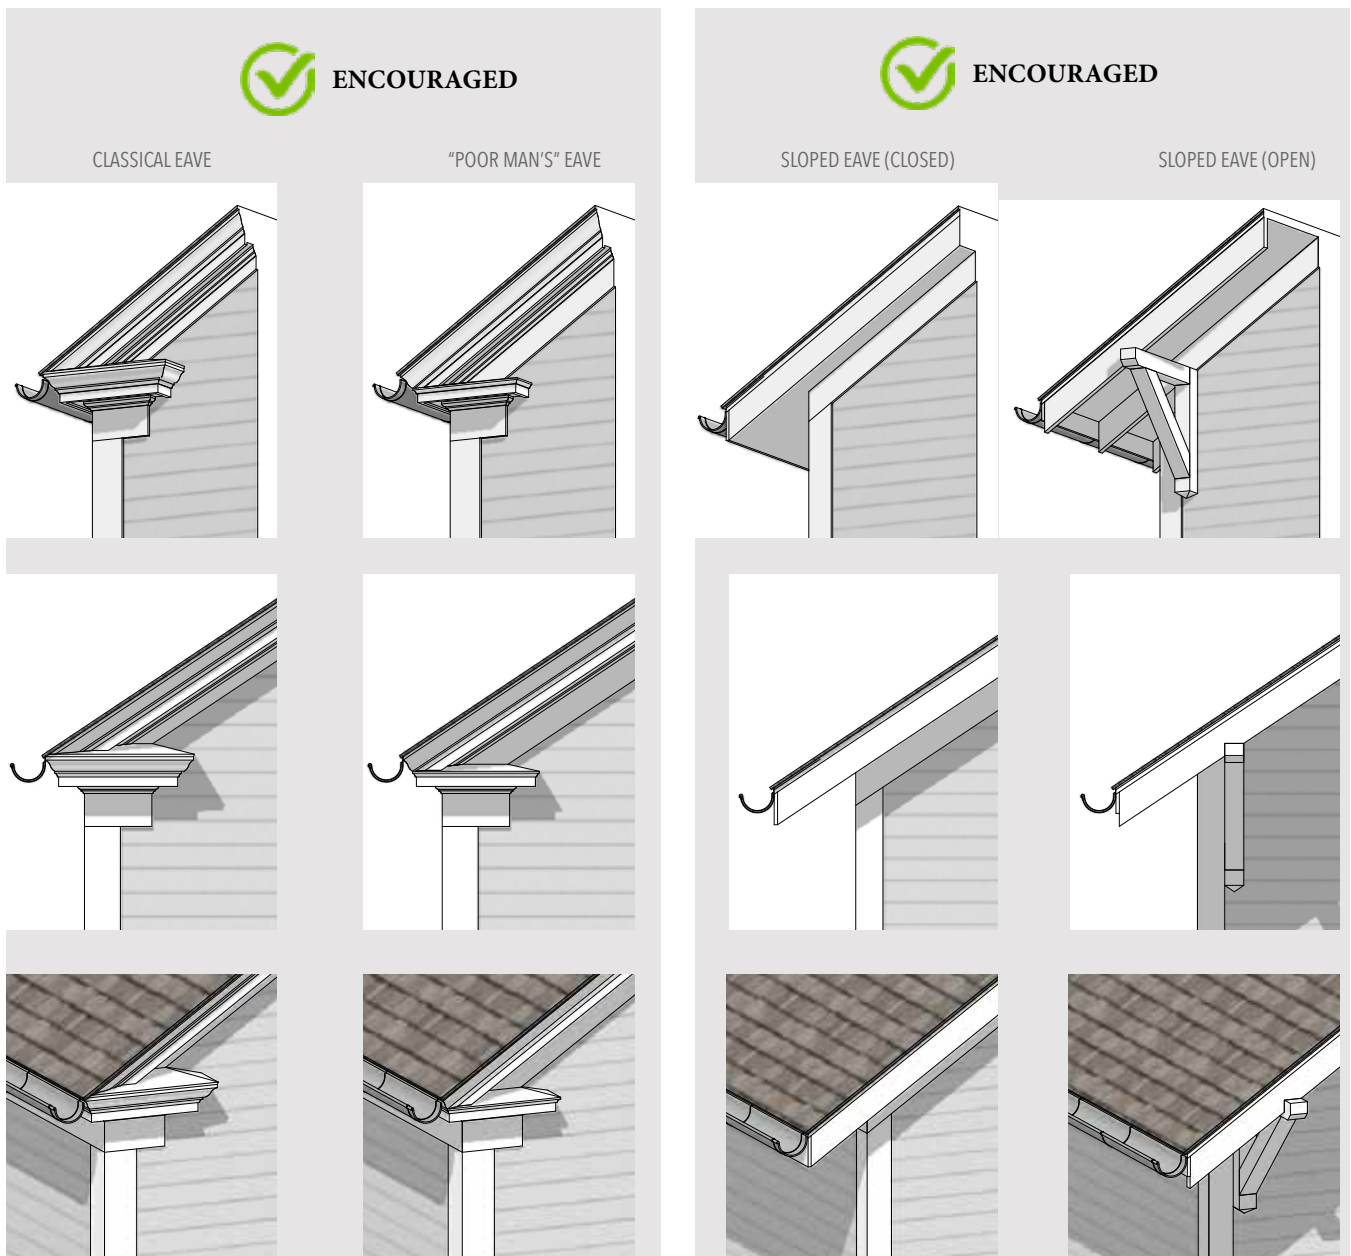 ENCOURAGED
CLASSICAL EAVE
“POOR MAN’S” EAVE
ENCOURAGED
SLOPED EAVE (CLOSED)
SLOPED EAVE (OPEN)